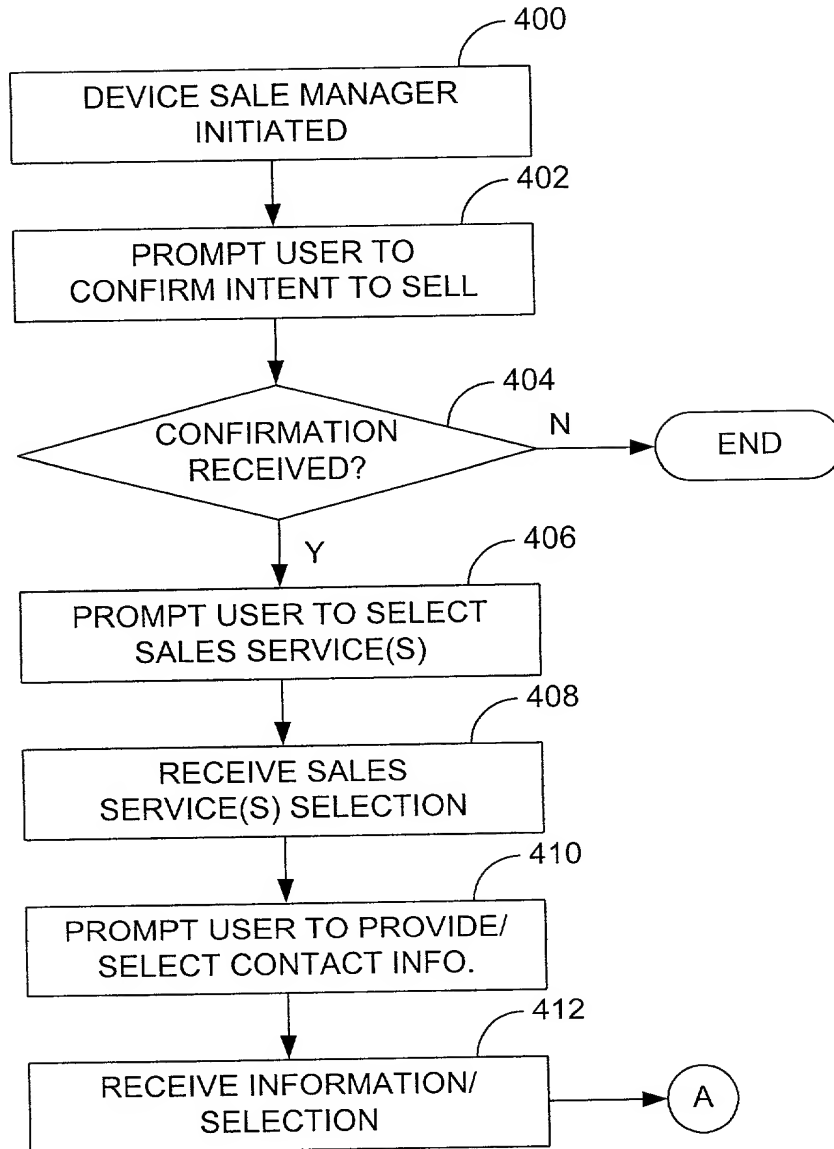 400
DEVICE SALE MANAGER
INITIATED
402
PROMPT USER TO
CONFIRM INTENT TO SELL
404
CONFIRMATION
RECEIVED?
N
END
Y
406
PROMPT USER TO SELECT
SALES SERVICE(S)
408
RECEIVE SALES
SERVICE(S) SELECTION
410
PROMPT USER TO PROVIDE/
SELECT CONTACT INFO.
412
RECEIVE INFORMATION/
SELECTION
A